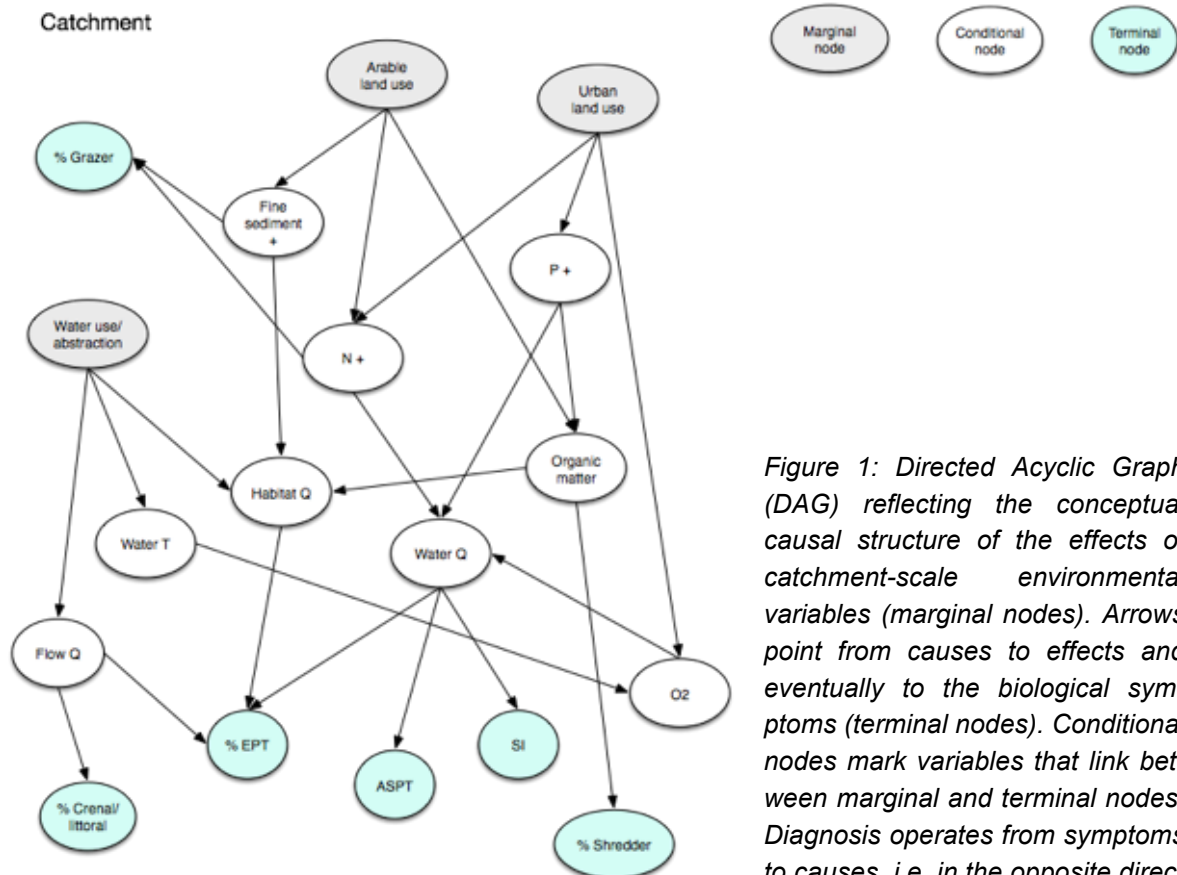 Catchment
Marginal
node
Conditional
node
Terminal
node
Arable
land use
Urban
land use
% Grazer
Fine
sediment
+
P +
Water use/
abstraction
N +
Organic
matter
Habitat Q
Water T
Water Q
Flow Q
O2
% EPT
SI
ASPT
% Crenal/
littoral
% Shredder
Figure 1: Directed Acyclic Graph
(DAG) reflecting the conceptua
causal structure of the effects o
catchment-scale environmenta
variables (marginal nodes). Arrows
point from causes to effects and
eventually to the biological sym-
ptoms (terminal nodes). Conditiona
nodes mark variables that link bet-
ween marginal and terminal nodes
Diagnosis operates from symptoms
to causes, i.e. in the opposite direc